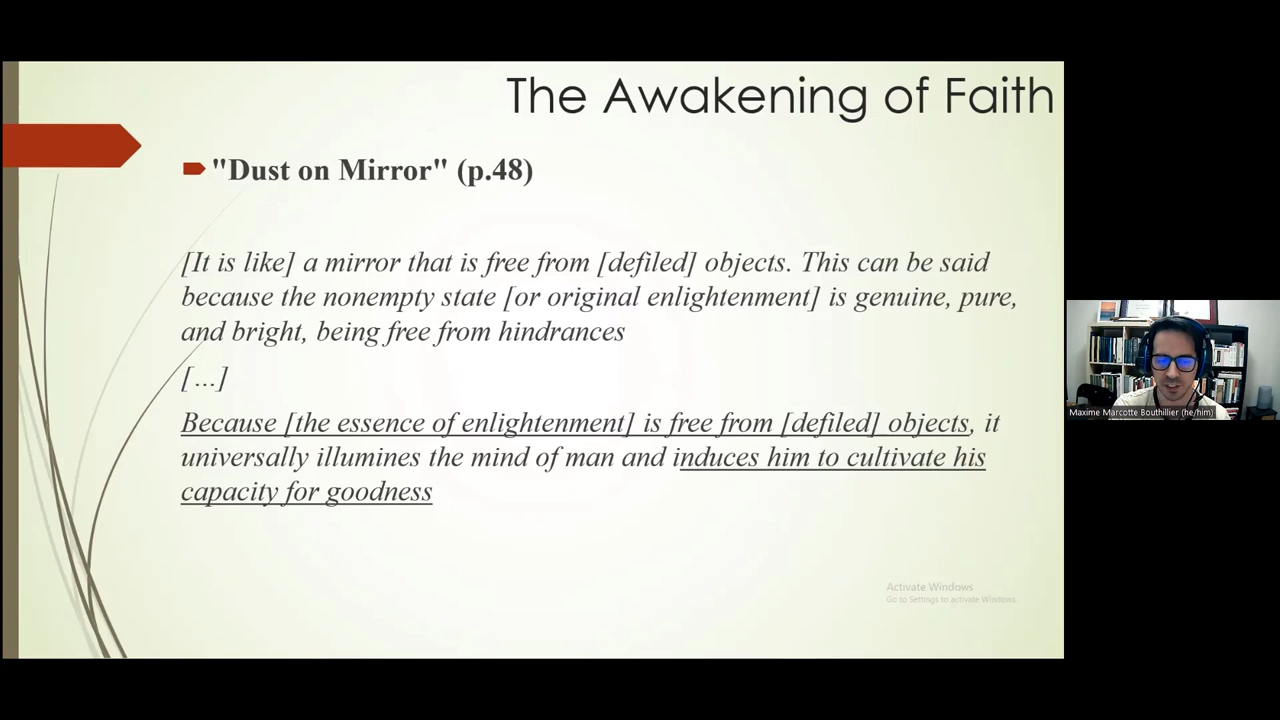 The Awakening of Faith
"Dust on Mirror" (p.48)
[It is like] a mirror that is free from [defiled] objects. This can be said
because the nonempty state [or original enlightenment] is genuine, pure,
and bright, being free from hindrances
[…]
Because [the essence of enlightenment] is free from [defiled] objects, it
universally illumines the mind of man and induces him to cultivate his
capacity for goodness
Activate Windows
Go to Settings to activate Windows.
Maxime Marcotte Bouthillier (he/him)